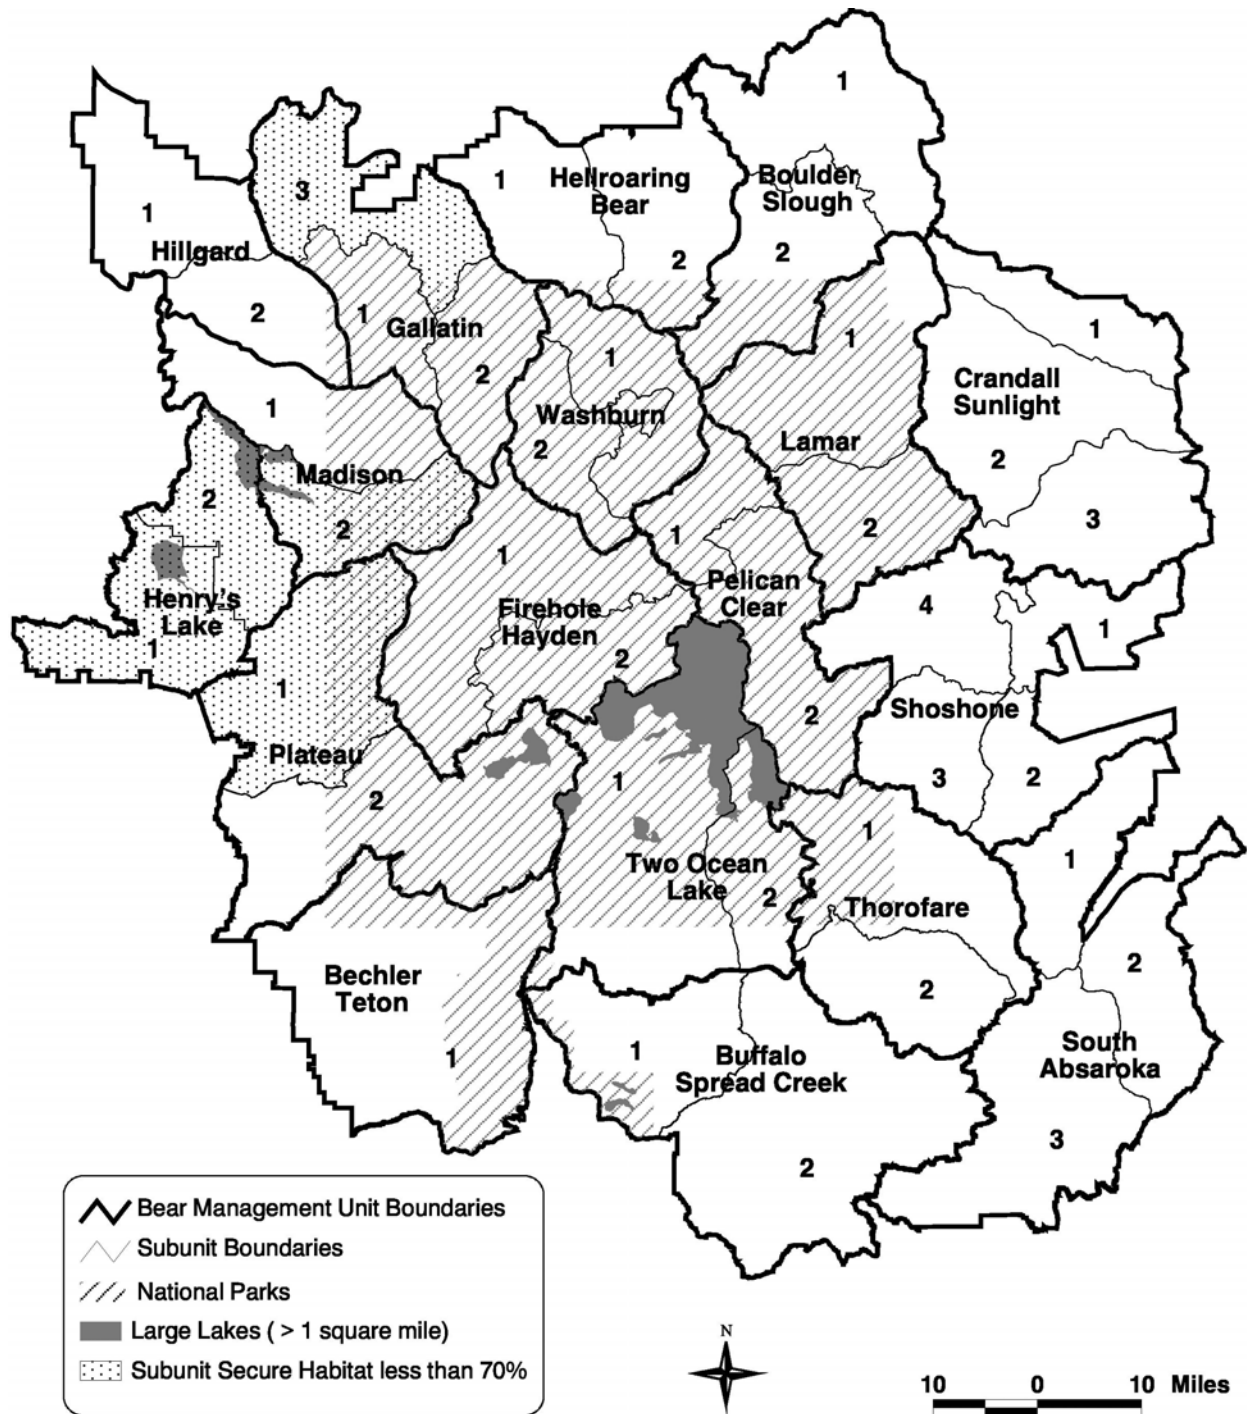 1
1
Hellroaring
Bear
1
Boulder
Slough
3
1
Hillgard
2
2
2
1
Gallatin
2
1
1
1
Crandall
Sunlight
1
Washburn
2
Lamar
2
Madison
2
2
1
1
2
3
Henry's
Lake
1
Firehole
Hayden
2
Pelican
Clear
4
1
1
Plateau
2
Shoshone
3
2
2
1
1
1
Two Ocean
Lake
2
Thorofare
2
2
Bechler
Teton
1
1
Buffalo
Spread Creek
South
Absaroka
3
2
Bear Management Unit Boundaries
Subunit Boundaries
National Parks
Large Lakes ( > 1 square mile)
Subunit Secure Habitat less than 70%
N
10 0 10 Miles